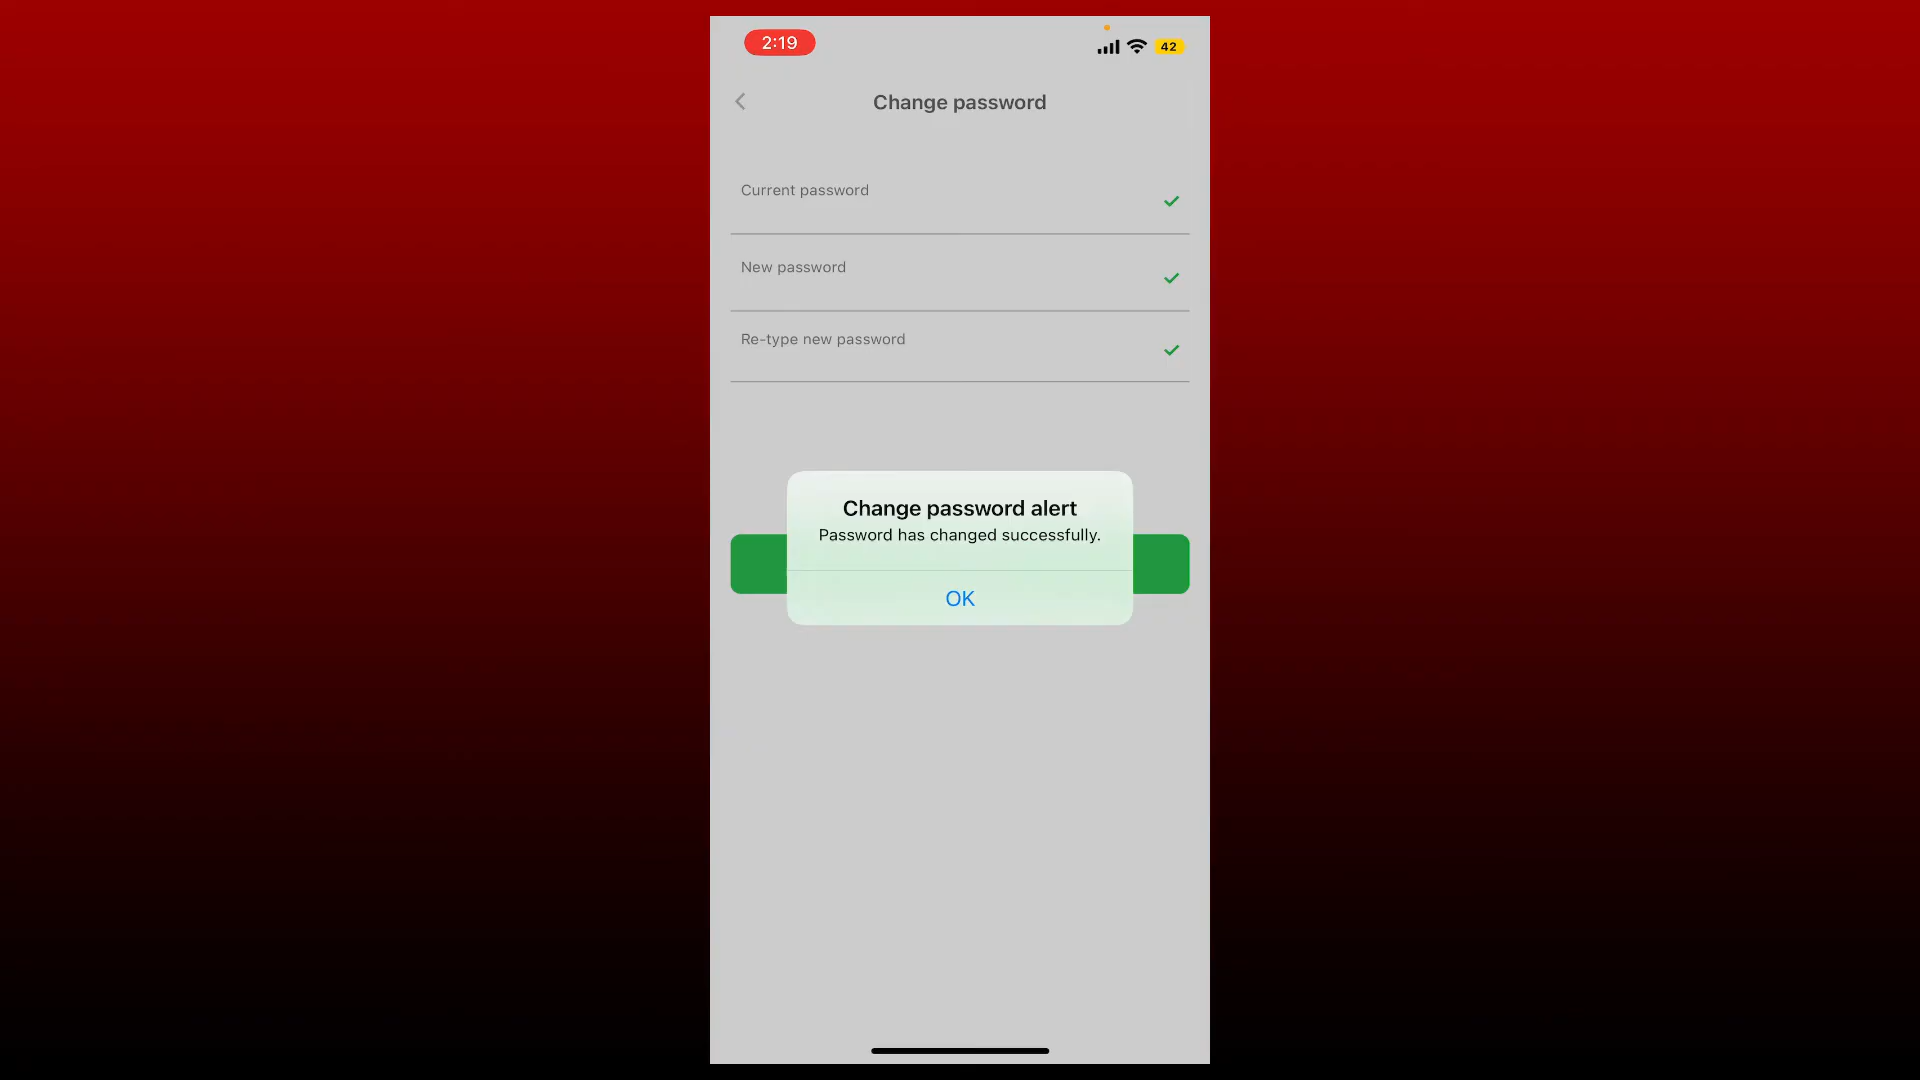 2:19
42
Change password
Current password
New password
Re-type new password
Change password alert
Password has changed successfully.
OK